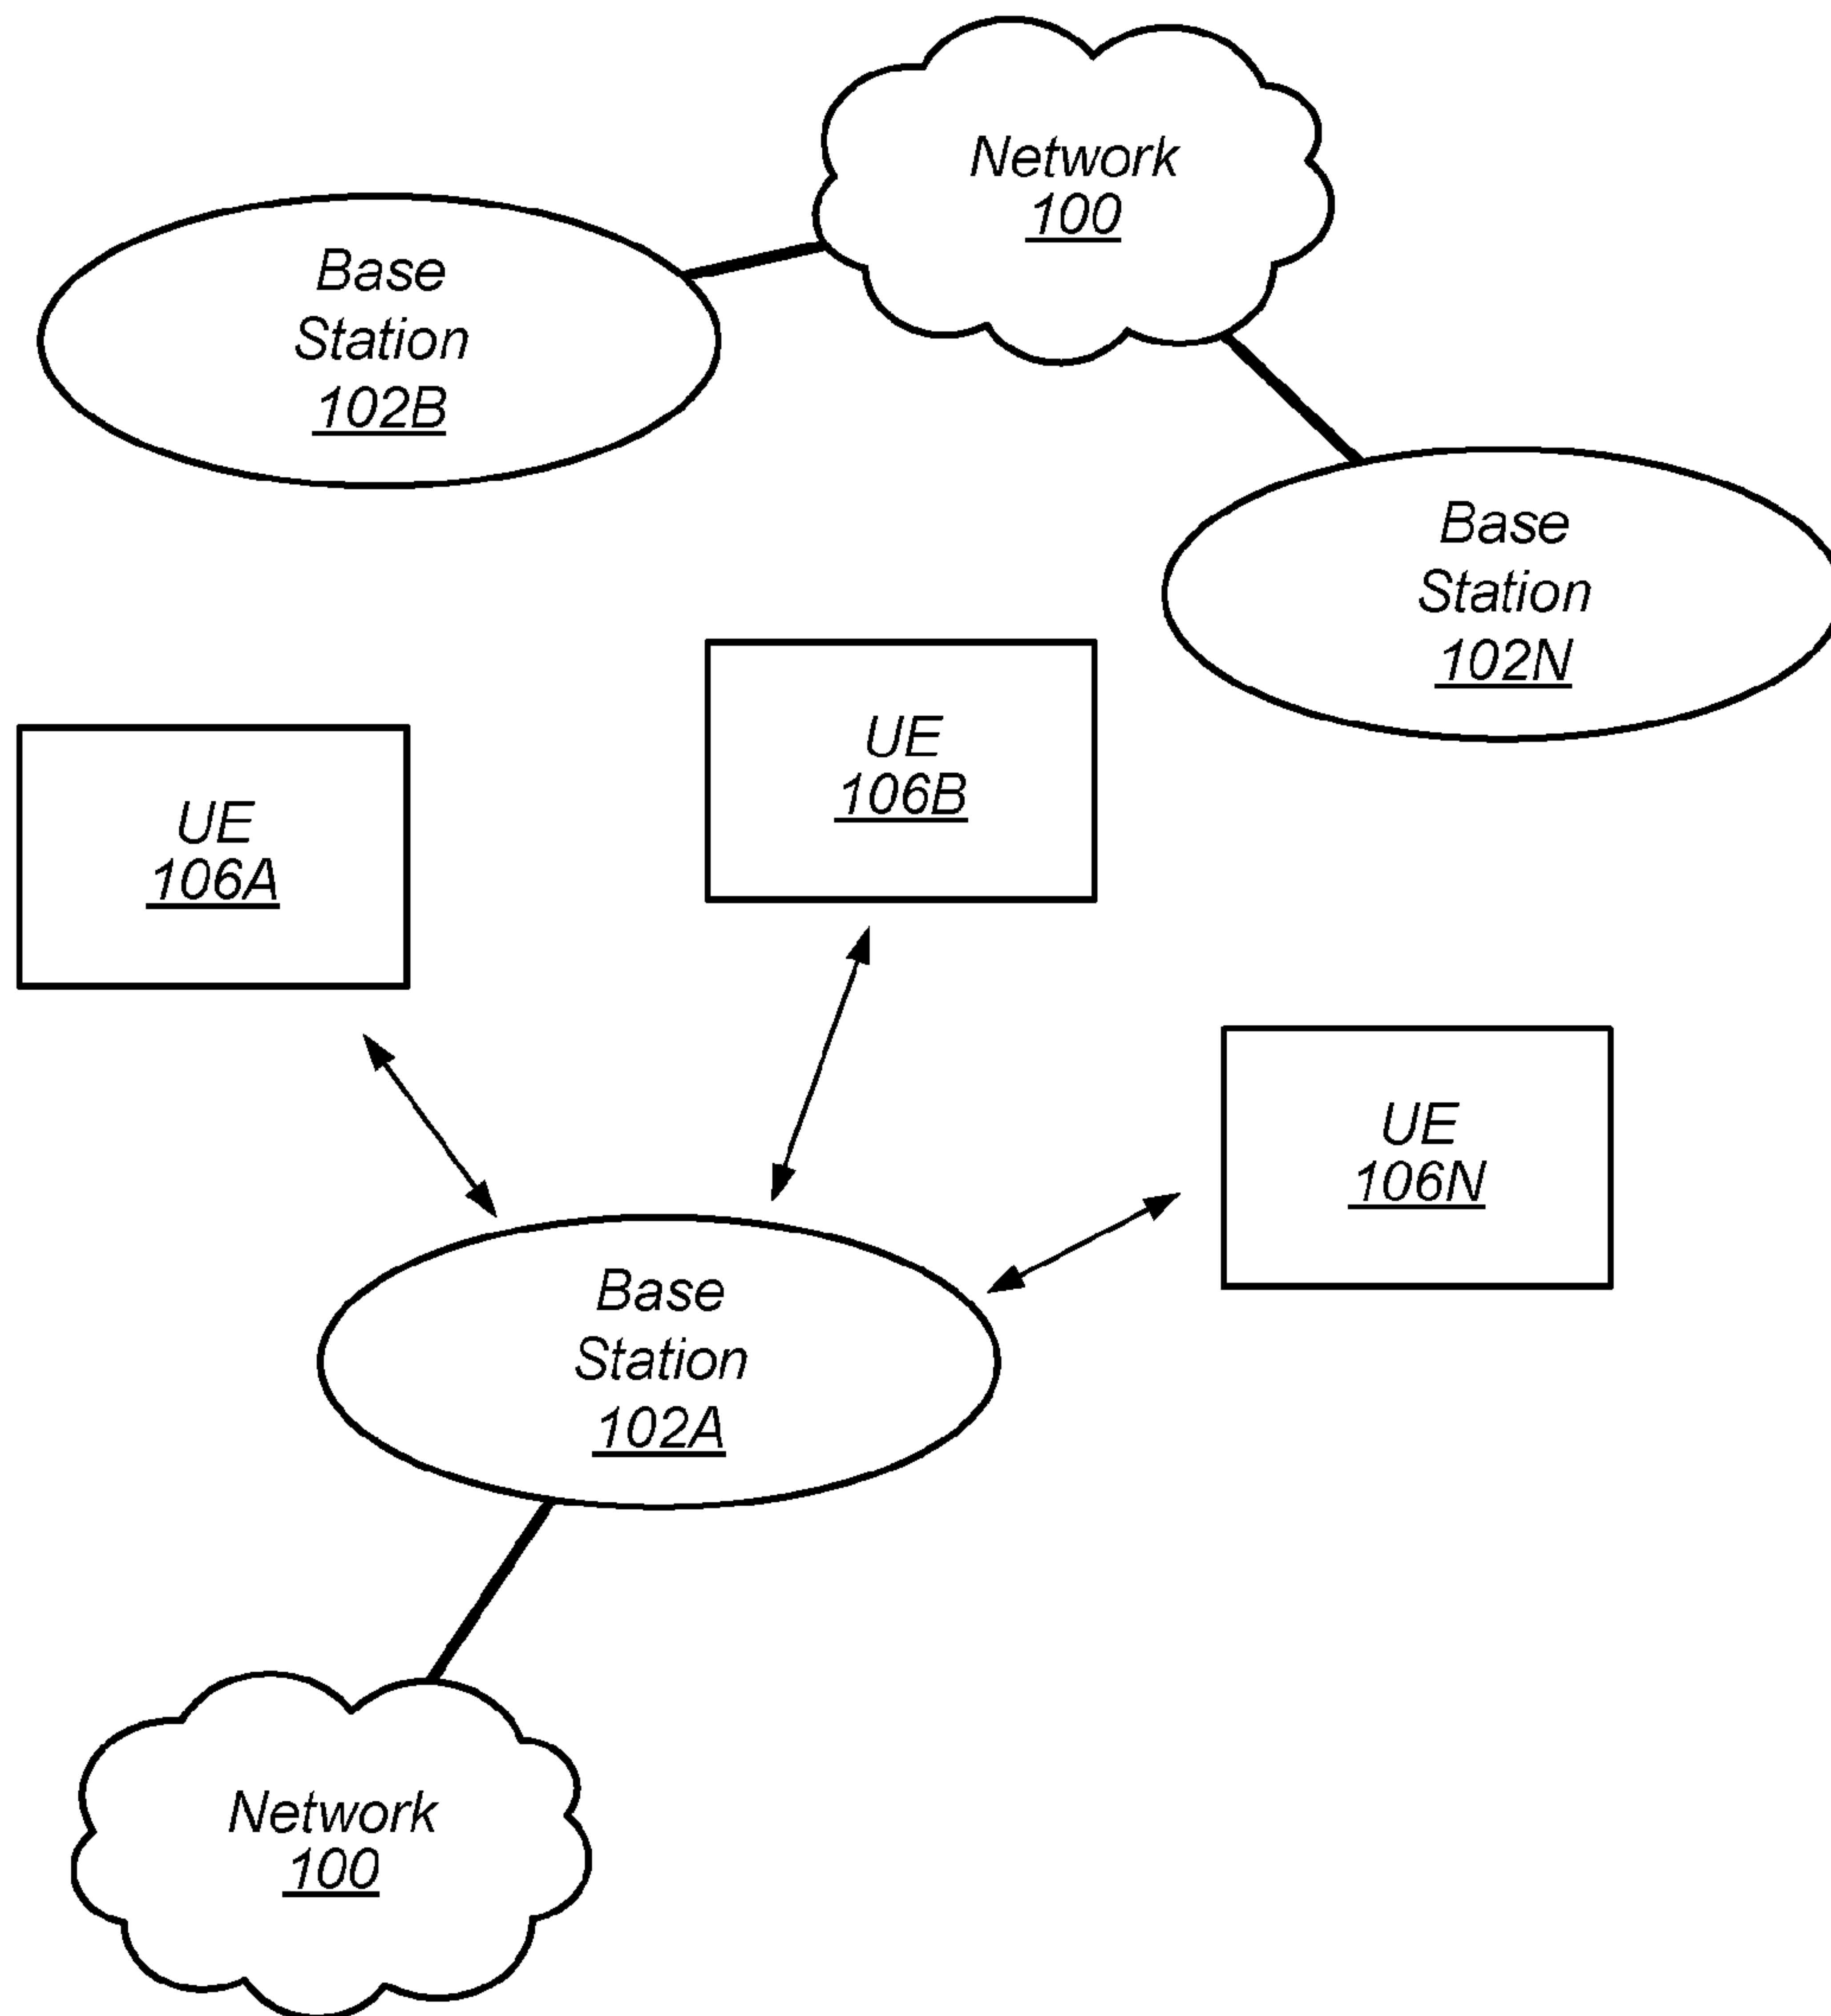 Network
100
Base
Station
102B
Base
Station
102N
UE
106B
UE
106A
UE
106N
Base
Station
102A
Network
100